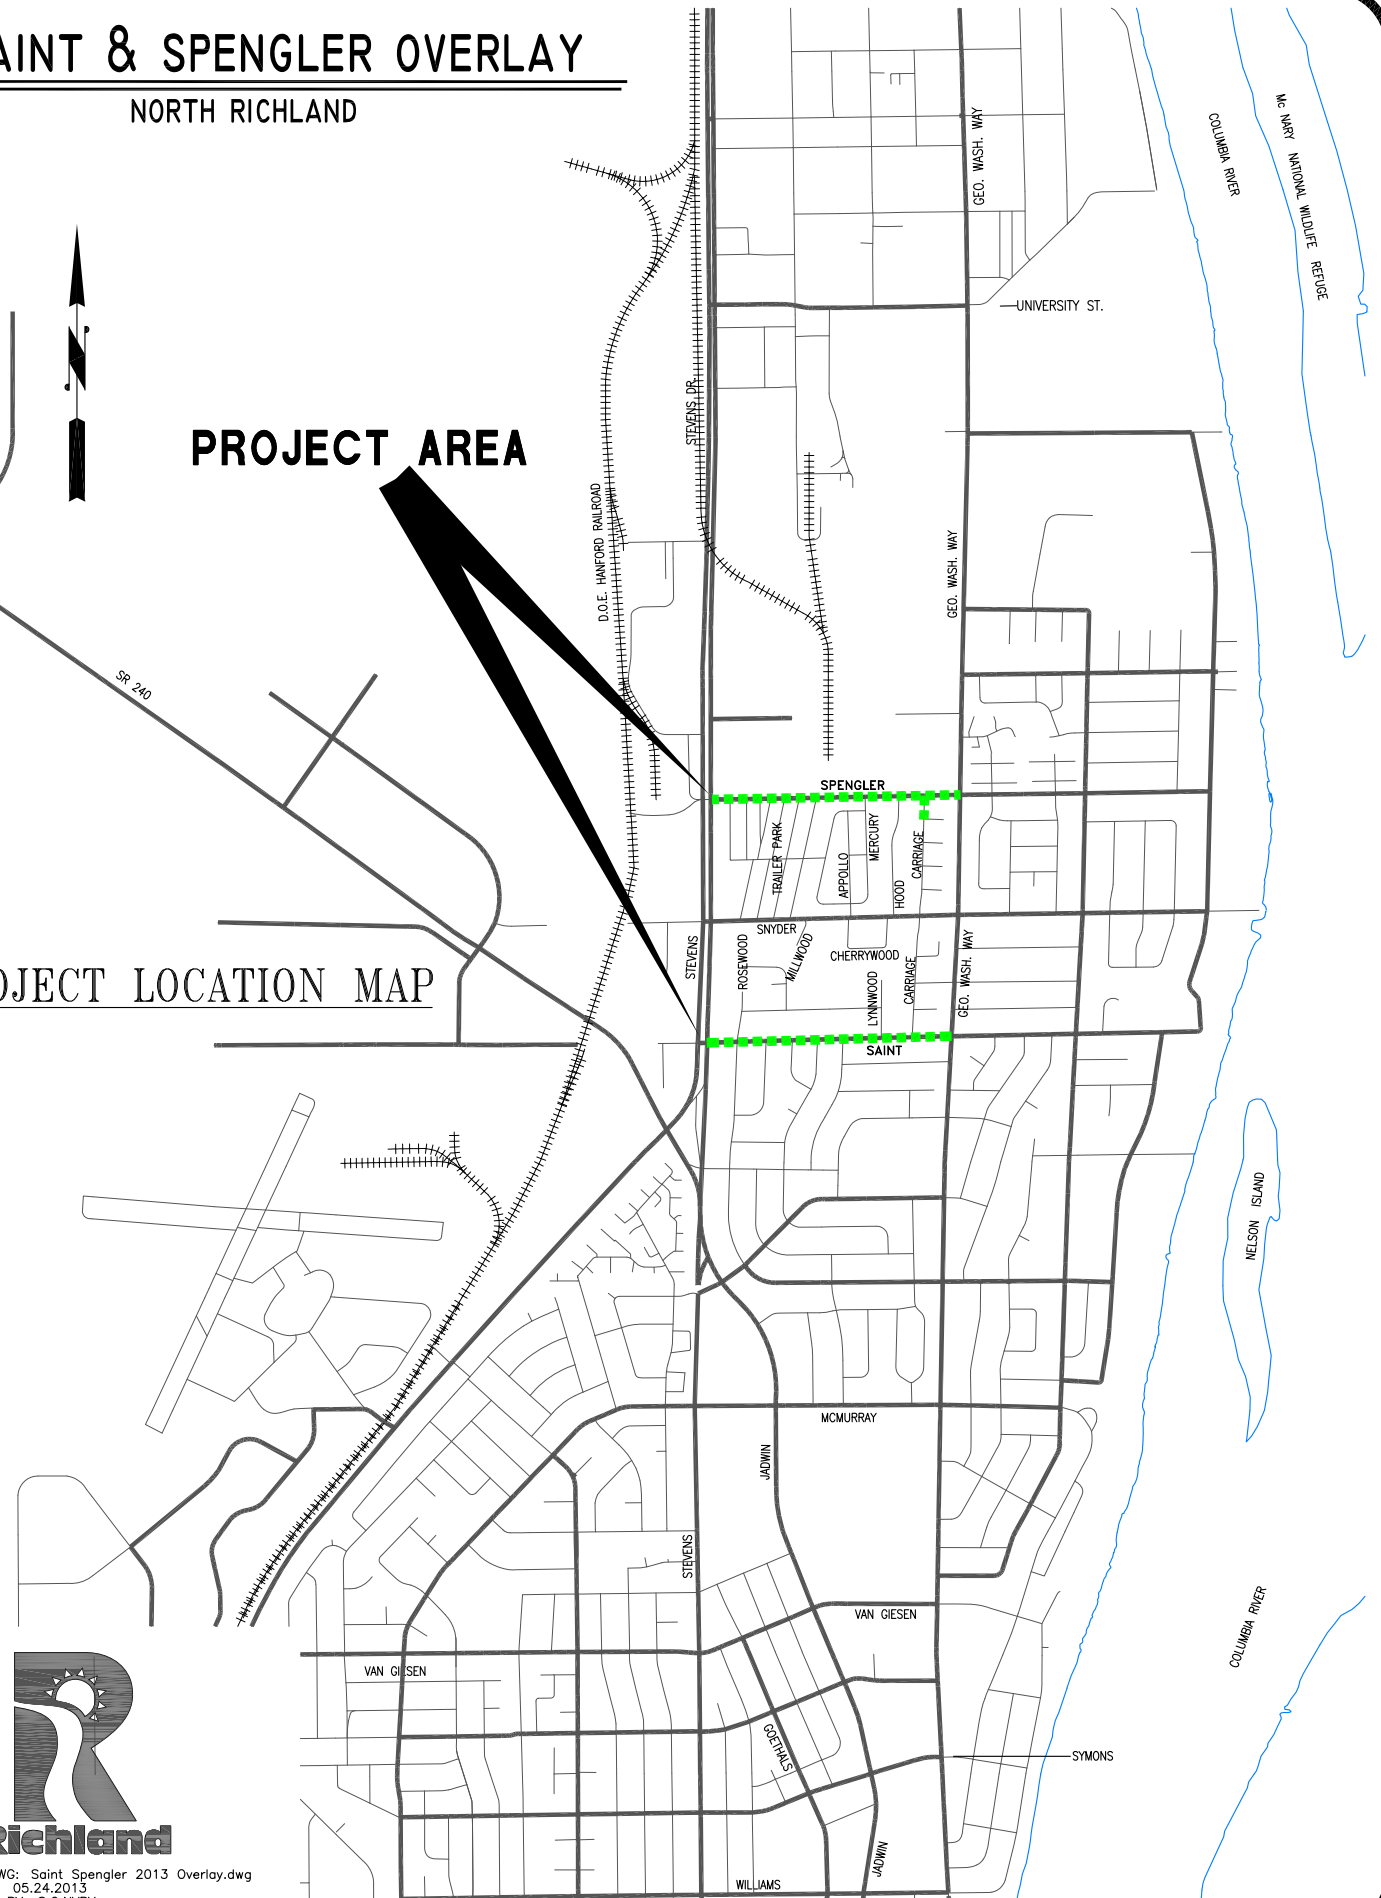 AINT & SPENGLER OVERLAY
NORTH RICHLAND
COLUMBIA RIVER
Mc NARY NATIONAL WILDLIFE REFUGE
GEO. WASH. WAY
UNIVERSITY ST.
STEVENS DR.
PROJECT AREA
D.O.E. HANFORD RAILROAD
GEO. WASH. WAY
SR 240
SPENGLER
TRAILER PARK
APPOLLO
MERCURY
HOOD
CARRIAGE
SNYDER
STEVENS
ROSEWOOD
MILLWOOD
CHERRYWOOD
LYNNWOOD
CARRIAGE
GEO. WASH. WAY
OJECT LOCATION MAP
SAINT
NELSON ISLAND
MCMURRAY
JADWIN
STEVENS
VAN GIESEN
COLUMBIA RIVER
VAN GIESEN
GOETHALS
SYMONS
JADWIN
WILLIAMS
Richland
WG: Saint Spengler 2013 Overlay.dwg
05.24.2013